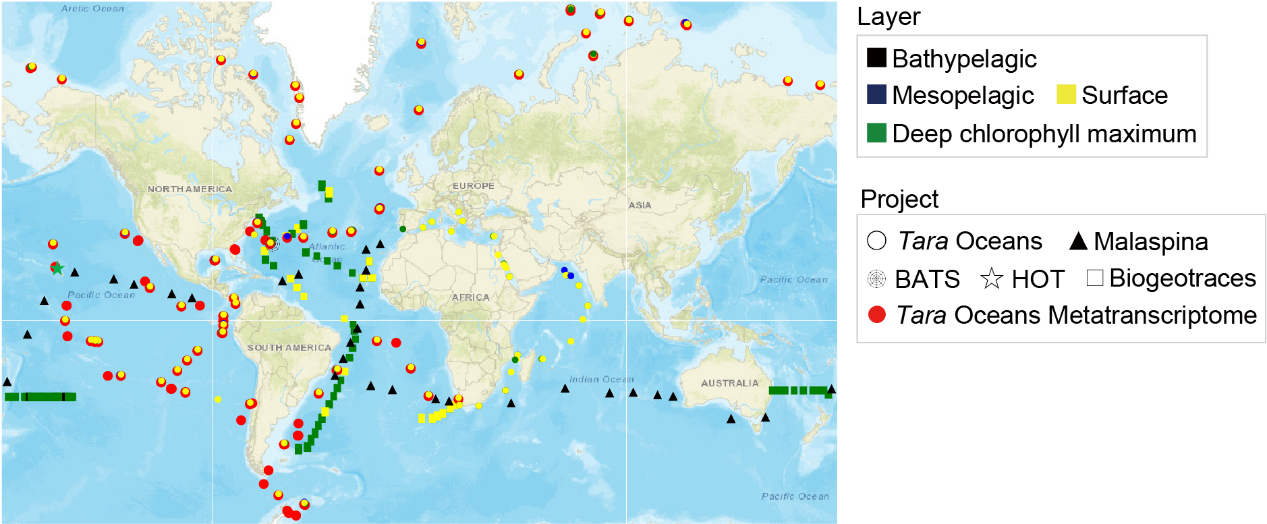 Arctic Ocean
NORTH AMERICA
EUROPE
ASIA
Atlantic
Ocean
Pacific Ocean
Pacific Ocean
AFRICA
SOUTH AMERICA
Indian Ocean
AUSTRALIA
Pacific Ocean
Layer
Bathypelagic
Mesopelagic Surface
Deep chlorophyll maximum
Project
Tara Oceans Malaspina
BATS HOT Biogeotraces
Tara Oceans Metatranscriptome